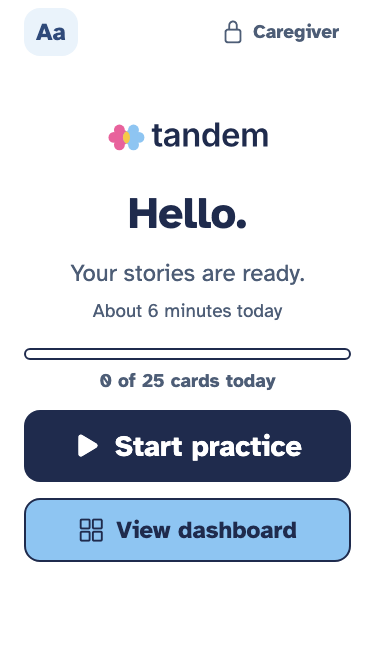 Aa
Caregiver
tandem
Hello.
Your stories are ready.
About 6 minutes today
0 of 25 cards today
Start practice
View dashboard